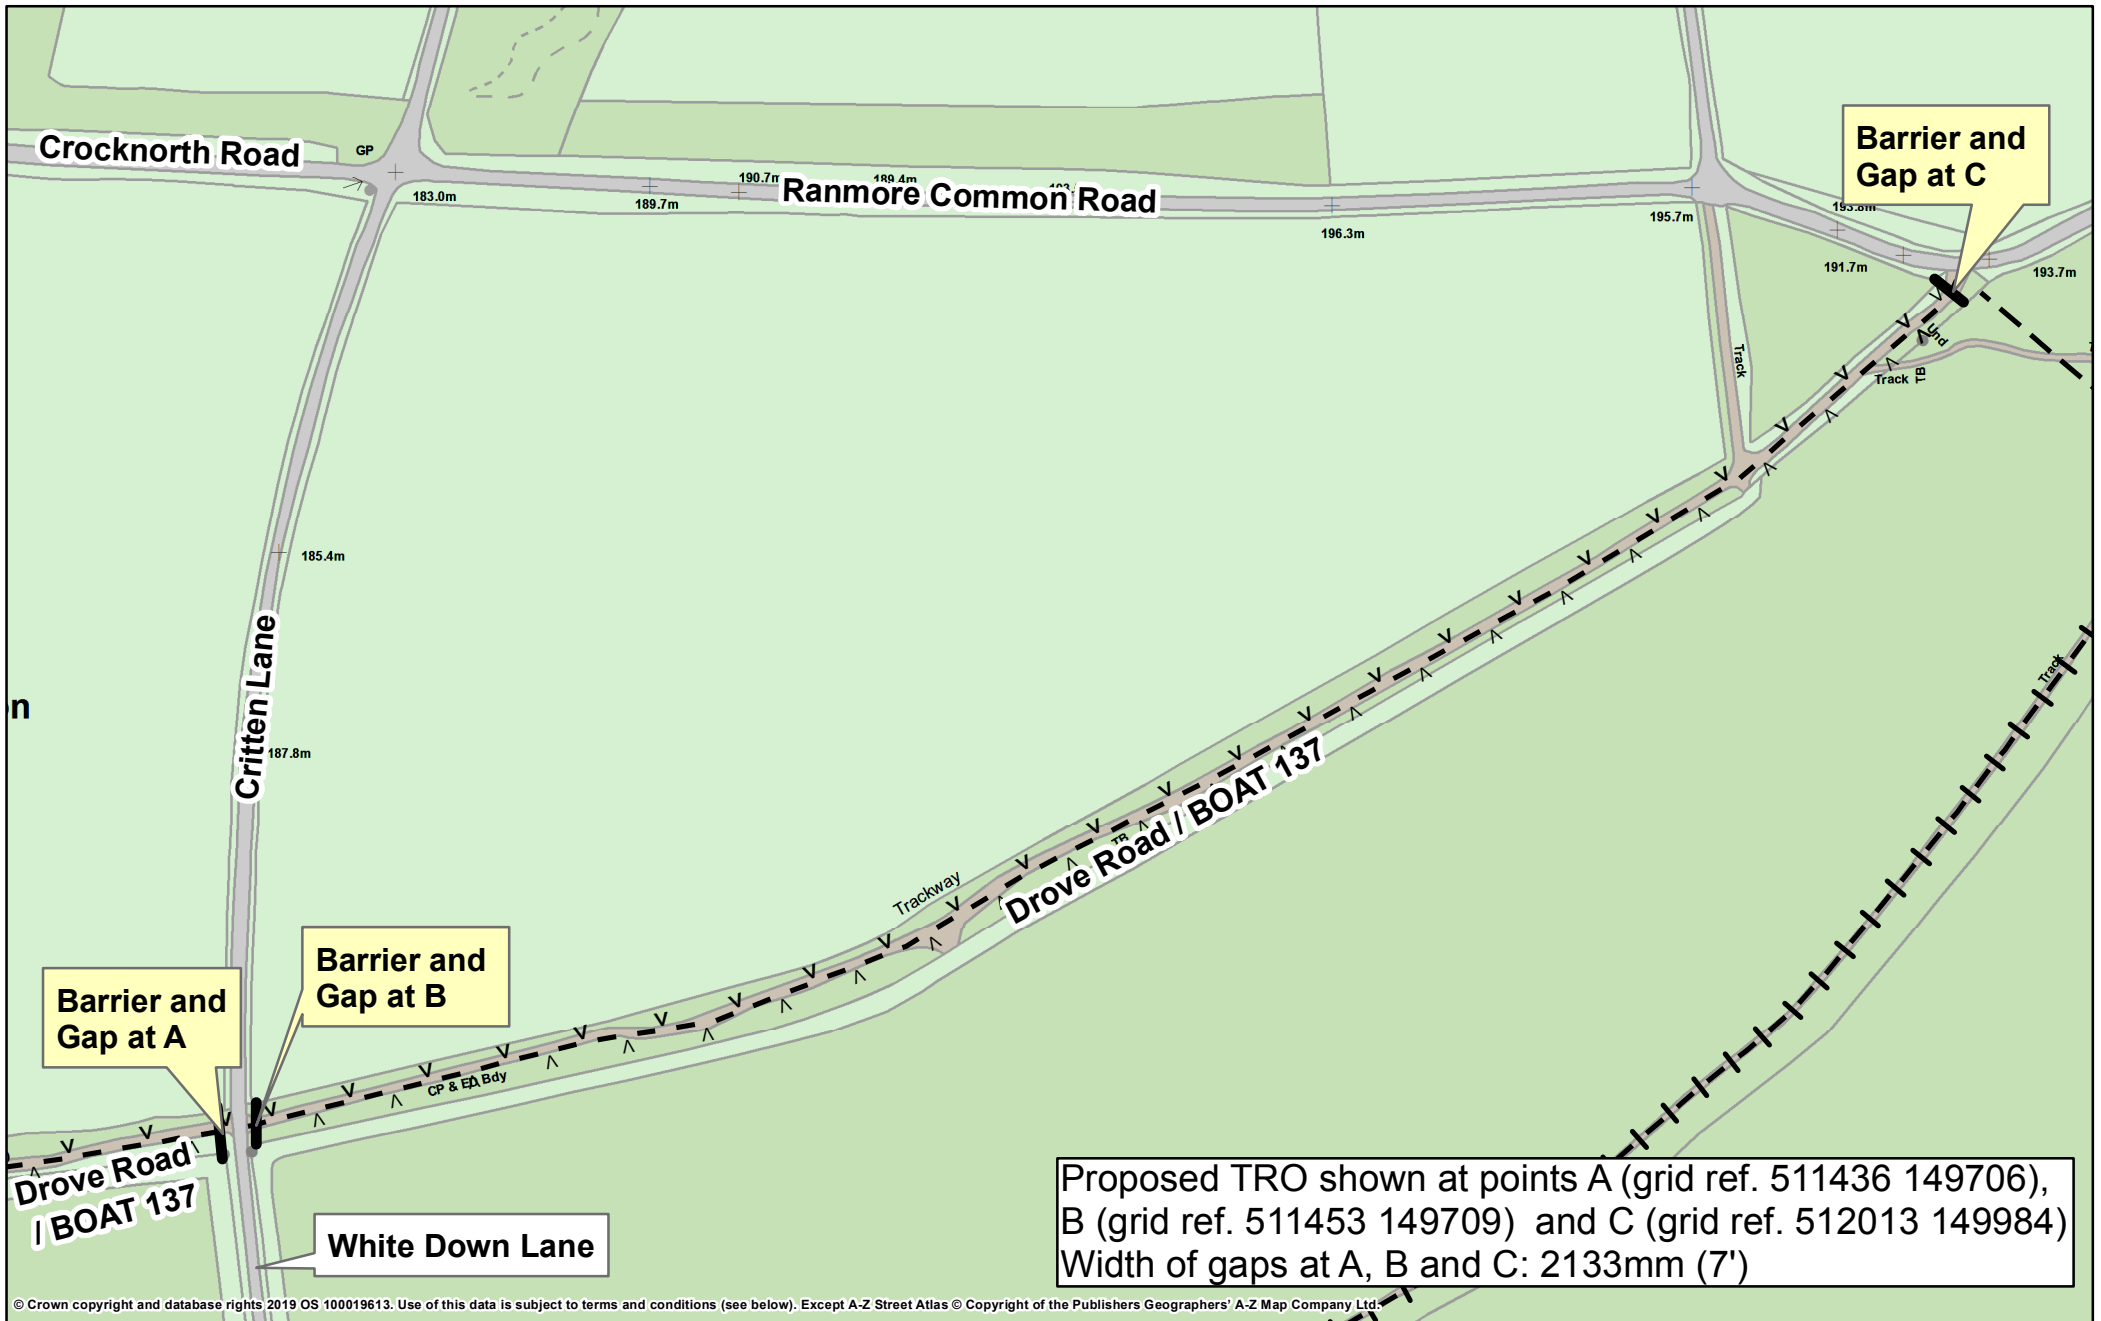 Crocknorth Road
GP
183.0m
189.7m
190.7m
189.4m
Ranmore Common Road
196.3m
195.7m
Barrier and
Gap at C
193.8m
191.7m
193.7m
Und
Track
Track
TB
185.4m
Critten Lane
187.8m
Track
Trackway
TB
Drove Road / BOAT 137
Barrier and
Gap at B
Barrier and
Gap at A
CP & ED Bdy
Drove Road
/ BOAT 137
White Down Lane
Proposed TRO shown at points A (grid ref. 511436 149706),
B (grid ref. 511453 149709) and C (grid ref. 512013 149984)
Width of gaps at A, B and C: 2133mm (7')
© Crown copyright and database rights 2019 OS 100019613. Use of this data is subject to terms and conditions (see below). Except A-Z Street Atlas © Copyright of the Publishers Geographers' A-Z Map Company Ltd.